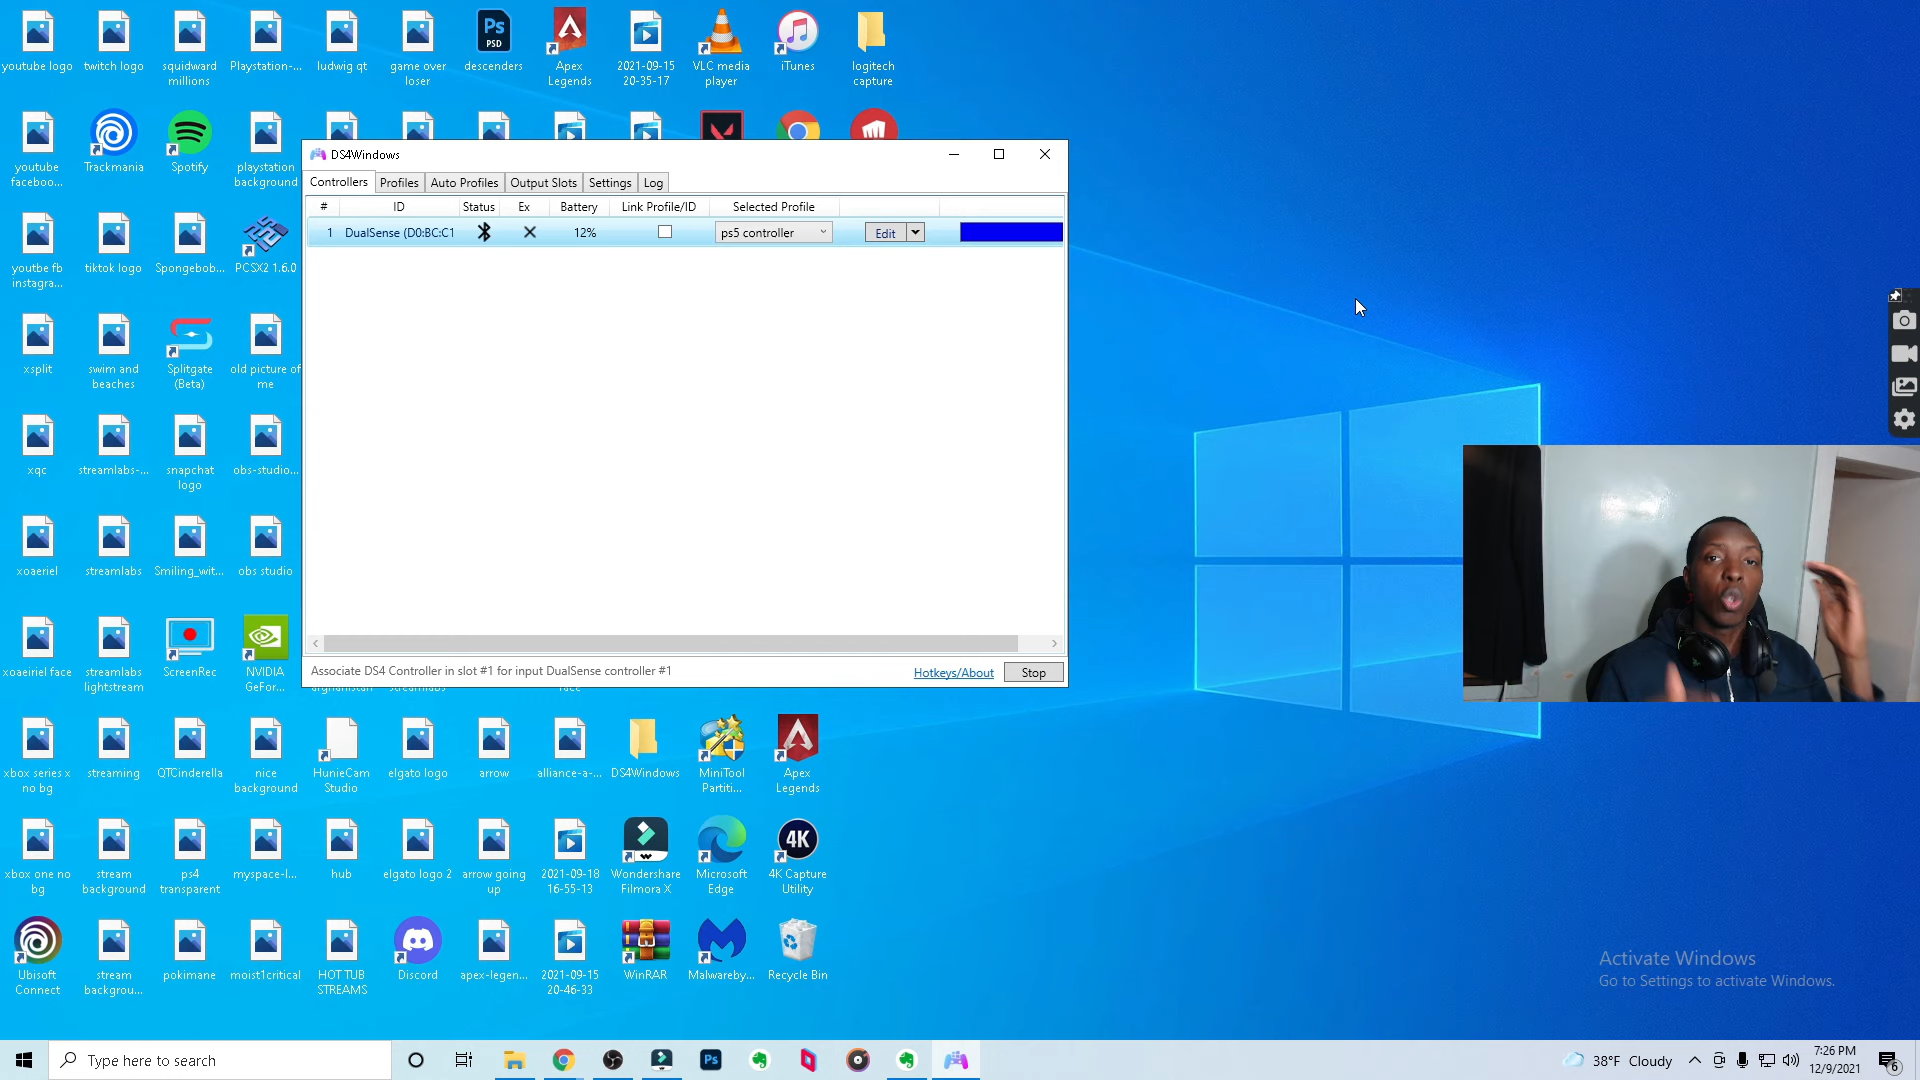 youtube logo
twitch logo
squidward
millions
Playstation-...
ludwig qt
game over
loser
Ps
PSD
descenders
Apex
Legends
2021-09-15
20-35-17
VLC media
player
iTunes
logitech
capture
youtube
faceboo...
Trackmania
Spotify
playstation
background
DS4Windows
Controllers
Profiles
Auto Profiles
Output Slots
Settings
Log
#
ID
Status
Ex
Battery
Link Profile/ID
Selected Profile
1
DualSense (D0:BC:C1
12%
ps5 controller
Edit
youtbe fb
instagra...
tiktok logo
Spongebob...
PCSX2 1.6.0
xsplit
swim and
beaches
Splitgate
(Beta)
old picture of
me
xqc
streamlabs-...
snapchat
logo
obs-studio...
xoaeriel
streamlabs
Smiling_wit...
obs studio
xoaeiriel face
streamlabs
lightstream
ScreenRec
NVIDIA
GeFor...
Associate DS4 Controller in slot #1 for input DualSense controller #1
Hotkeys/About
Stop
xbox series x
no bg
streaming
QTCinderella
nice
background
HunieCam
Studio
elgato logo
arrow
alliance-a-...
DS4Windows
MiniTool
Partiti...
Apex
Legends
xbox one no
bg
stream
background
ps4
transparent
myspace-l...
hub
elgato logo 2
arrow going
up
2021-09-18
16-55-13
Wondershare
Filmora X
Microsoft
Edge
4K
4K Capture
Utility
Ubisoft
Connect
stream
backgrou...
pokimane
moist1critical
HOT TUB
STREAMS
Discord
apex-legen...
2021-09-15
20-46-33
WinRAR
Malwareby...
Recycle Bin
Activate Windows
Go to Settings to activate Windows.
Type here to search
Ps
38°F Cloudy
7:26 PM
12/9/2021
6